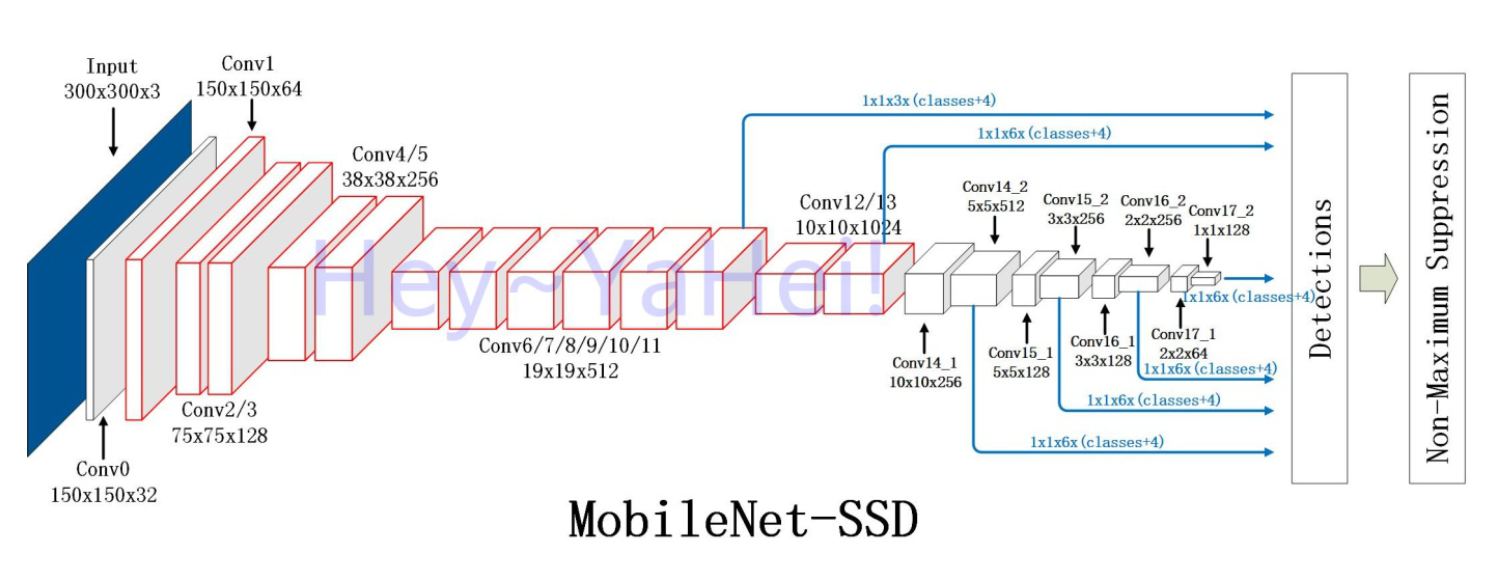 Input
300x300x3
Conv1
150x150x64
Conv4/5
38x38x256
1x1x3x(classes+4)
1x1x6x(classes+4)
Conv12/13
10x10x1024
Conv14_2
5x5x512
Conv15_2
3x3x256
Conv16_2
2x2x256
Conv17_2
1x1x128
Hey~YaHei!
1x1x6x(classes+4)
Conv6/7/8/9/10/11
19x19x512
Conv14_1
10x10x256
Conv15_1
5x5x128
Conv16_1
3x3x128
Conv17_1
2x2x64
1x1x6x(classes+4)
1x1x6x(classes+4)
1x1x6x(classes+4)
Conv2/3
75x75x128
Conv0
150x150x32
Detections
Non-Maximum Suppression
MobileNet-SSD